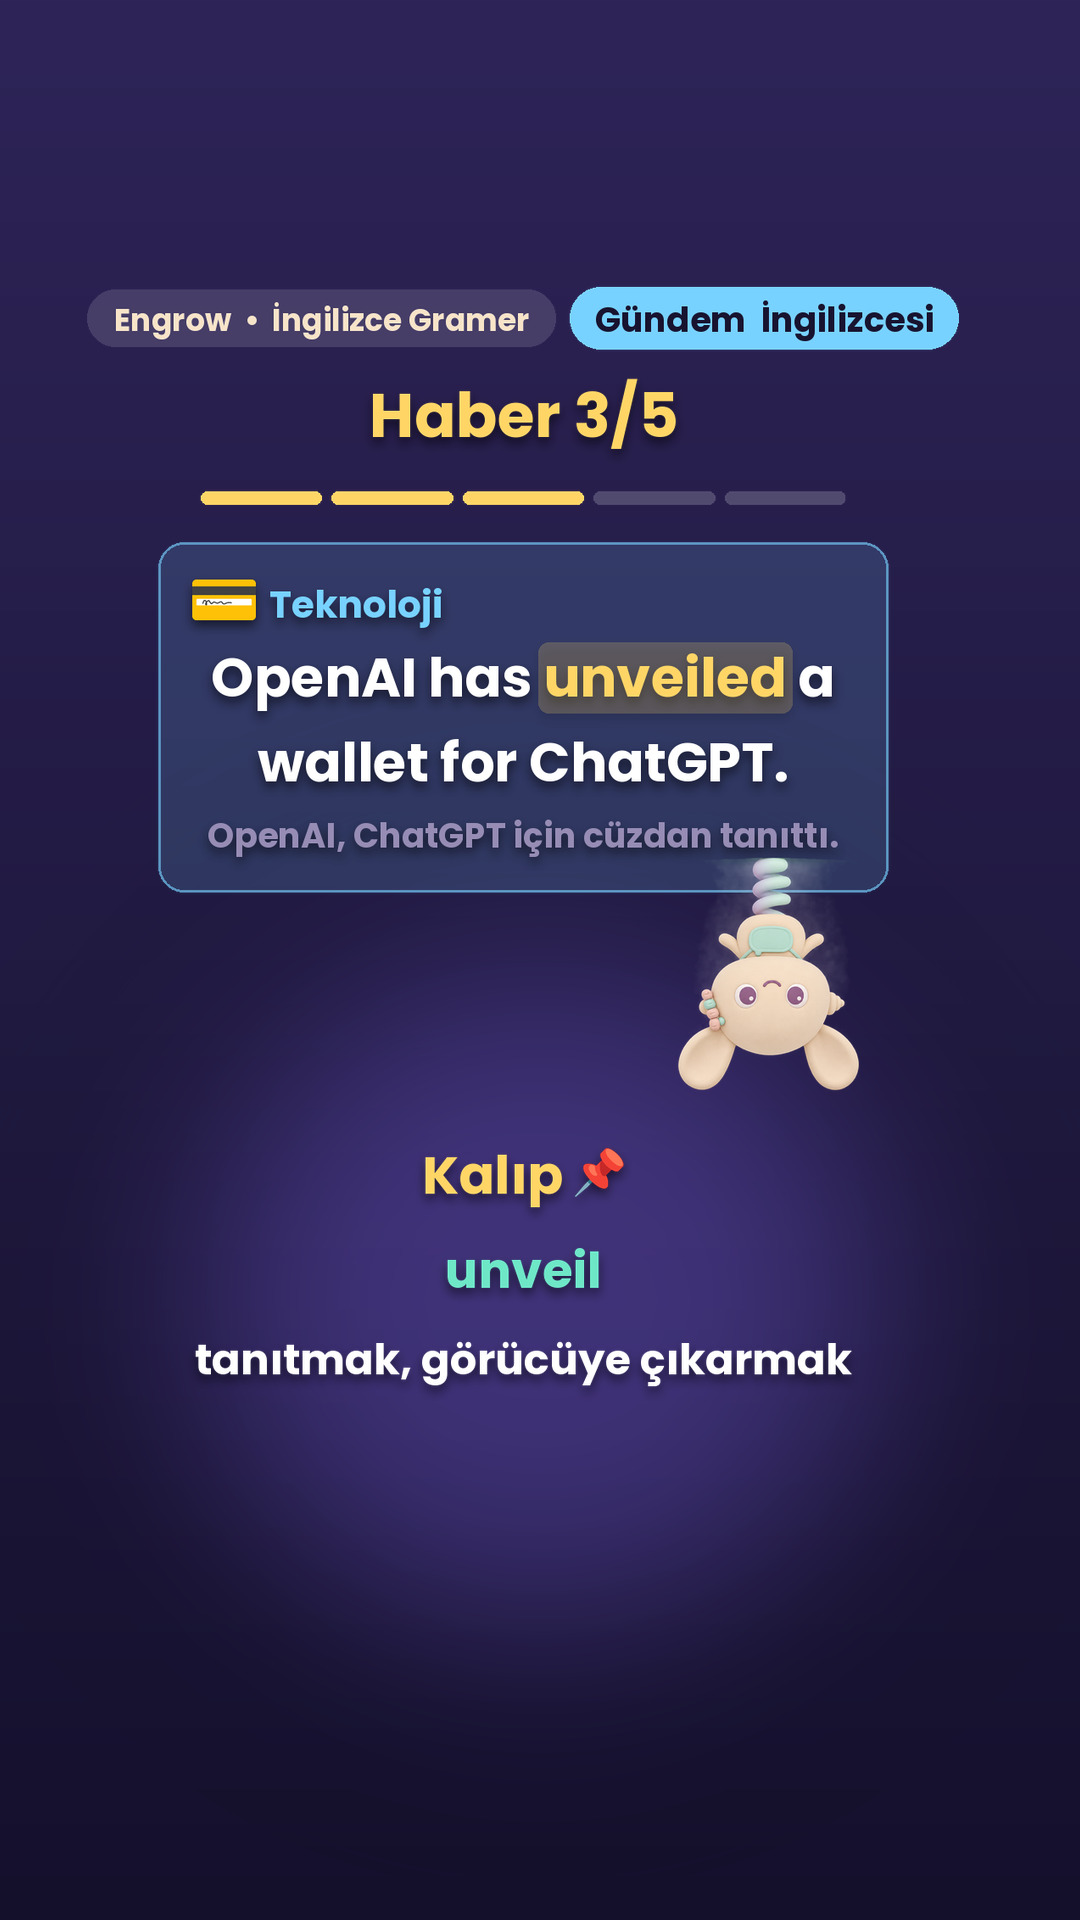 Engrow • İngilizce Gramer
Gündem İngilizcesi
Haber 3/5
Teknoloji
OpenAI has unveiled a
wallet for ChatGPT.
OpenAI, ChatGPT için cüzdan tanıttı.
Kalıp
unveil
tanıtmak, görücüye çıkarmak